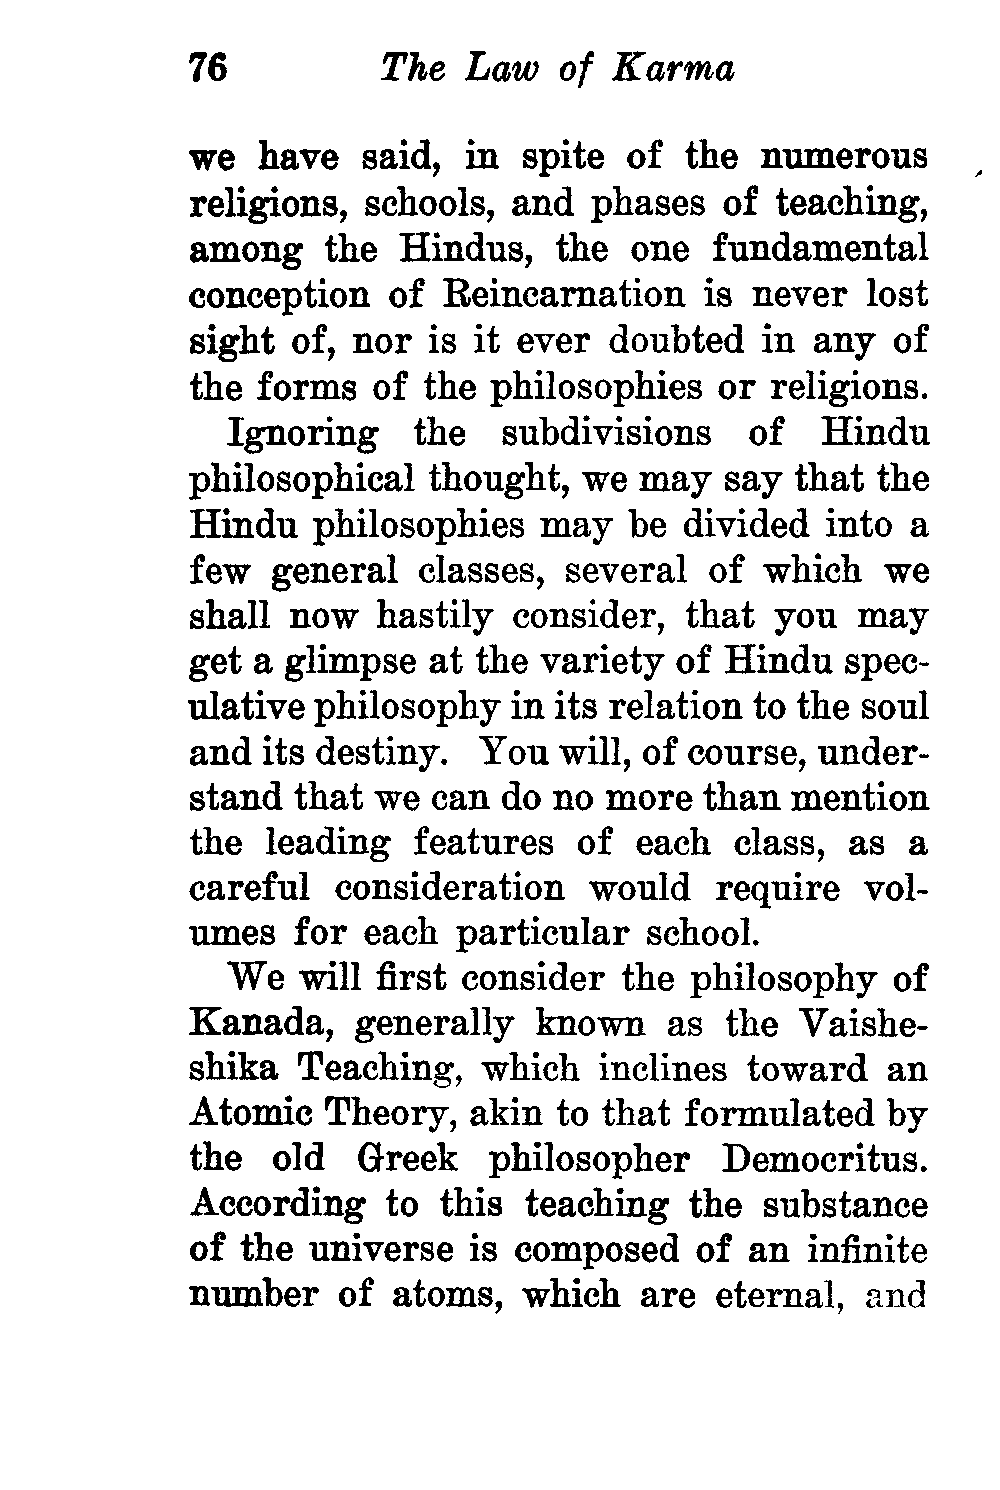 76 The Law of Karma
we have said, in spite of the numerous
religions, schools, and phases of teaching,
among the Hindus, the one fundamental
conception of Reincarnation is never lost
sight of, nor is it ever doubted in any of
the forms of the philosophies or religions.
Ignoring the subdivisions of Hindu
philosophical thought, we may say that the
Hindu philosophies may be divided into a
few general classes, several of which we
shall now hastily consider, that you may
get a glimpse at the variety of Hindu spec-
ulative philosophy in its relation to the soul
and its destiny. You will, of course, under-
stand that we can do no more than mention
the leading features of each class, as a
careful consideration would require vol-
umes for each particular school.
We will first consider the philosophy of
Kanada, generally known as the Vaishe-
shika Teaching, which inclines toward an
Atomic Theory, akin to that formulated by
the old Greek philosopher Democritus.
According to this teaching the substance
of the universe is composed of an infinite
number of atoms, which are eternal, and